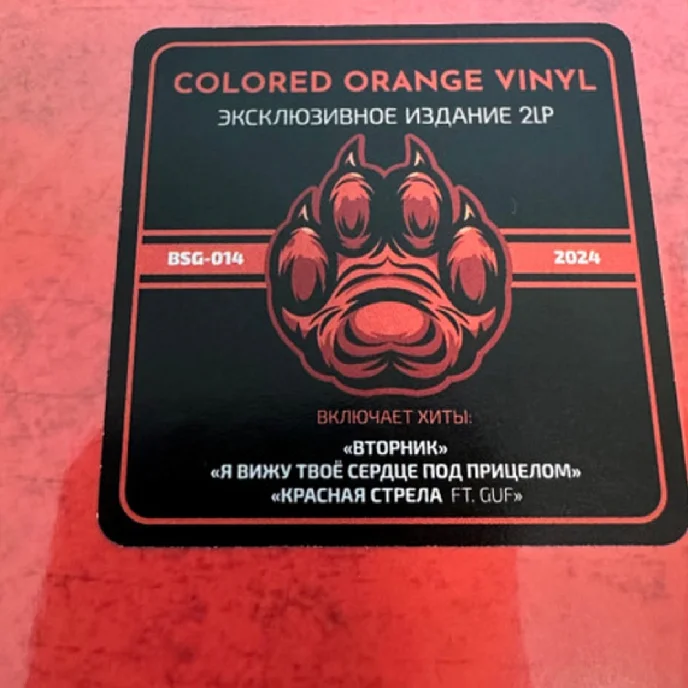 COLORED ORANGE VINYL
ЭКСКЛЮЗИВНОЕ ИЗДАНИЕ 2LP
BSG-014
2024
ВКЛЮЧАЕТ ХИТЫ:
«ВТОРНИК»
«Я ВИЖУ ТВОЁ СЕРДЦЕ ПОД ПРИЦЕЛОМ»
«КРАСНАЯ СТРЕЛА FT. GUF»